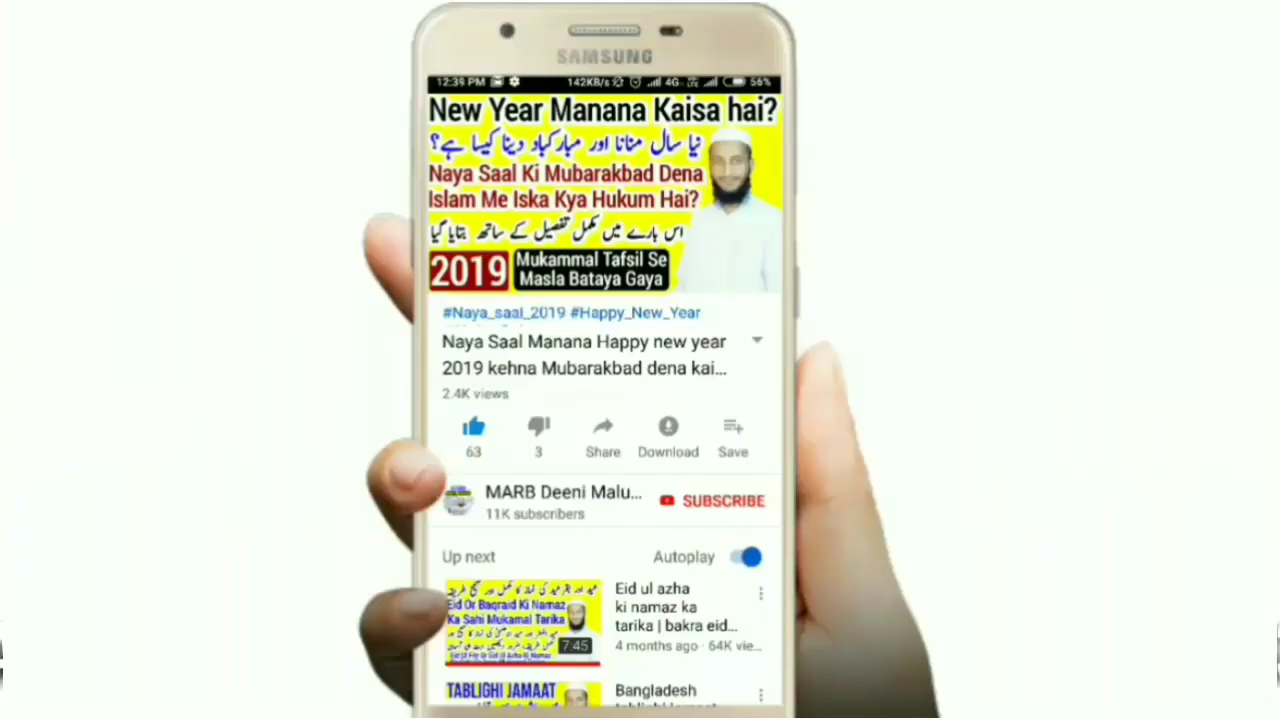 SAMSUNG
12:39 PM 142KB/s 4G 56%
New Year Manana Kaisa hai?
نیا سال منانا اور مبارکباد دینا کیسا ہے؟
Naya Saal Ki Mubarakbad Dena
Islam Me Iska Kya Hukum Hai?
اس بارے میں مکمل تفصیل کے ساتھ بتایا گیا
2019
Mukammal Tafsil Se
Masla Bataya Gaya
#Naya_saal_2019 #Happy_New_Year
Naya Saal Manana Happy new year
2019 kehna Mubarakbad dena kai...
2.4K views
63 3 Share Download Save
MARB Deeni Malu... SUBSCRIBE
11K subscribers
Up next Autoplay
Eid Or Baqraid Ki Namaz
Ka Sahi Mukamal Tarika
7:45
Eid ul azha
ki namaz ka
tarika | bakra eid...
4 months ago · 64K vie...
TABLIGHI JAMAAT
Bangladesh